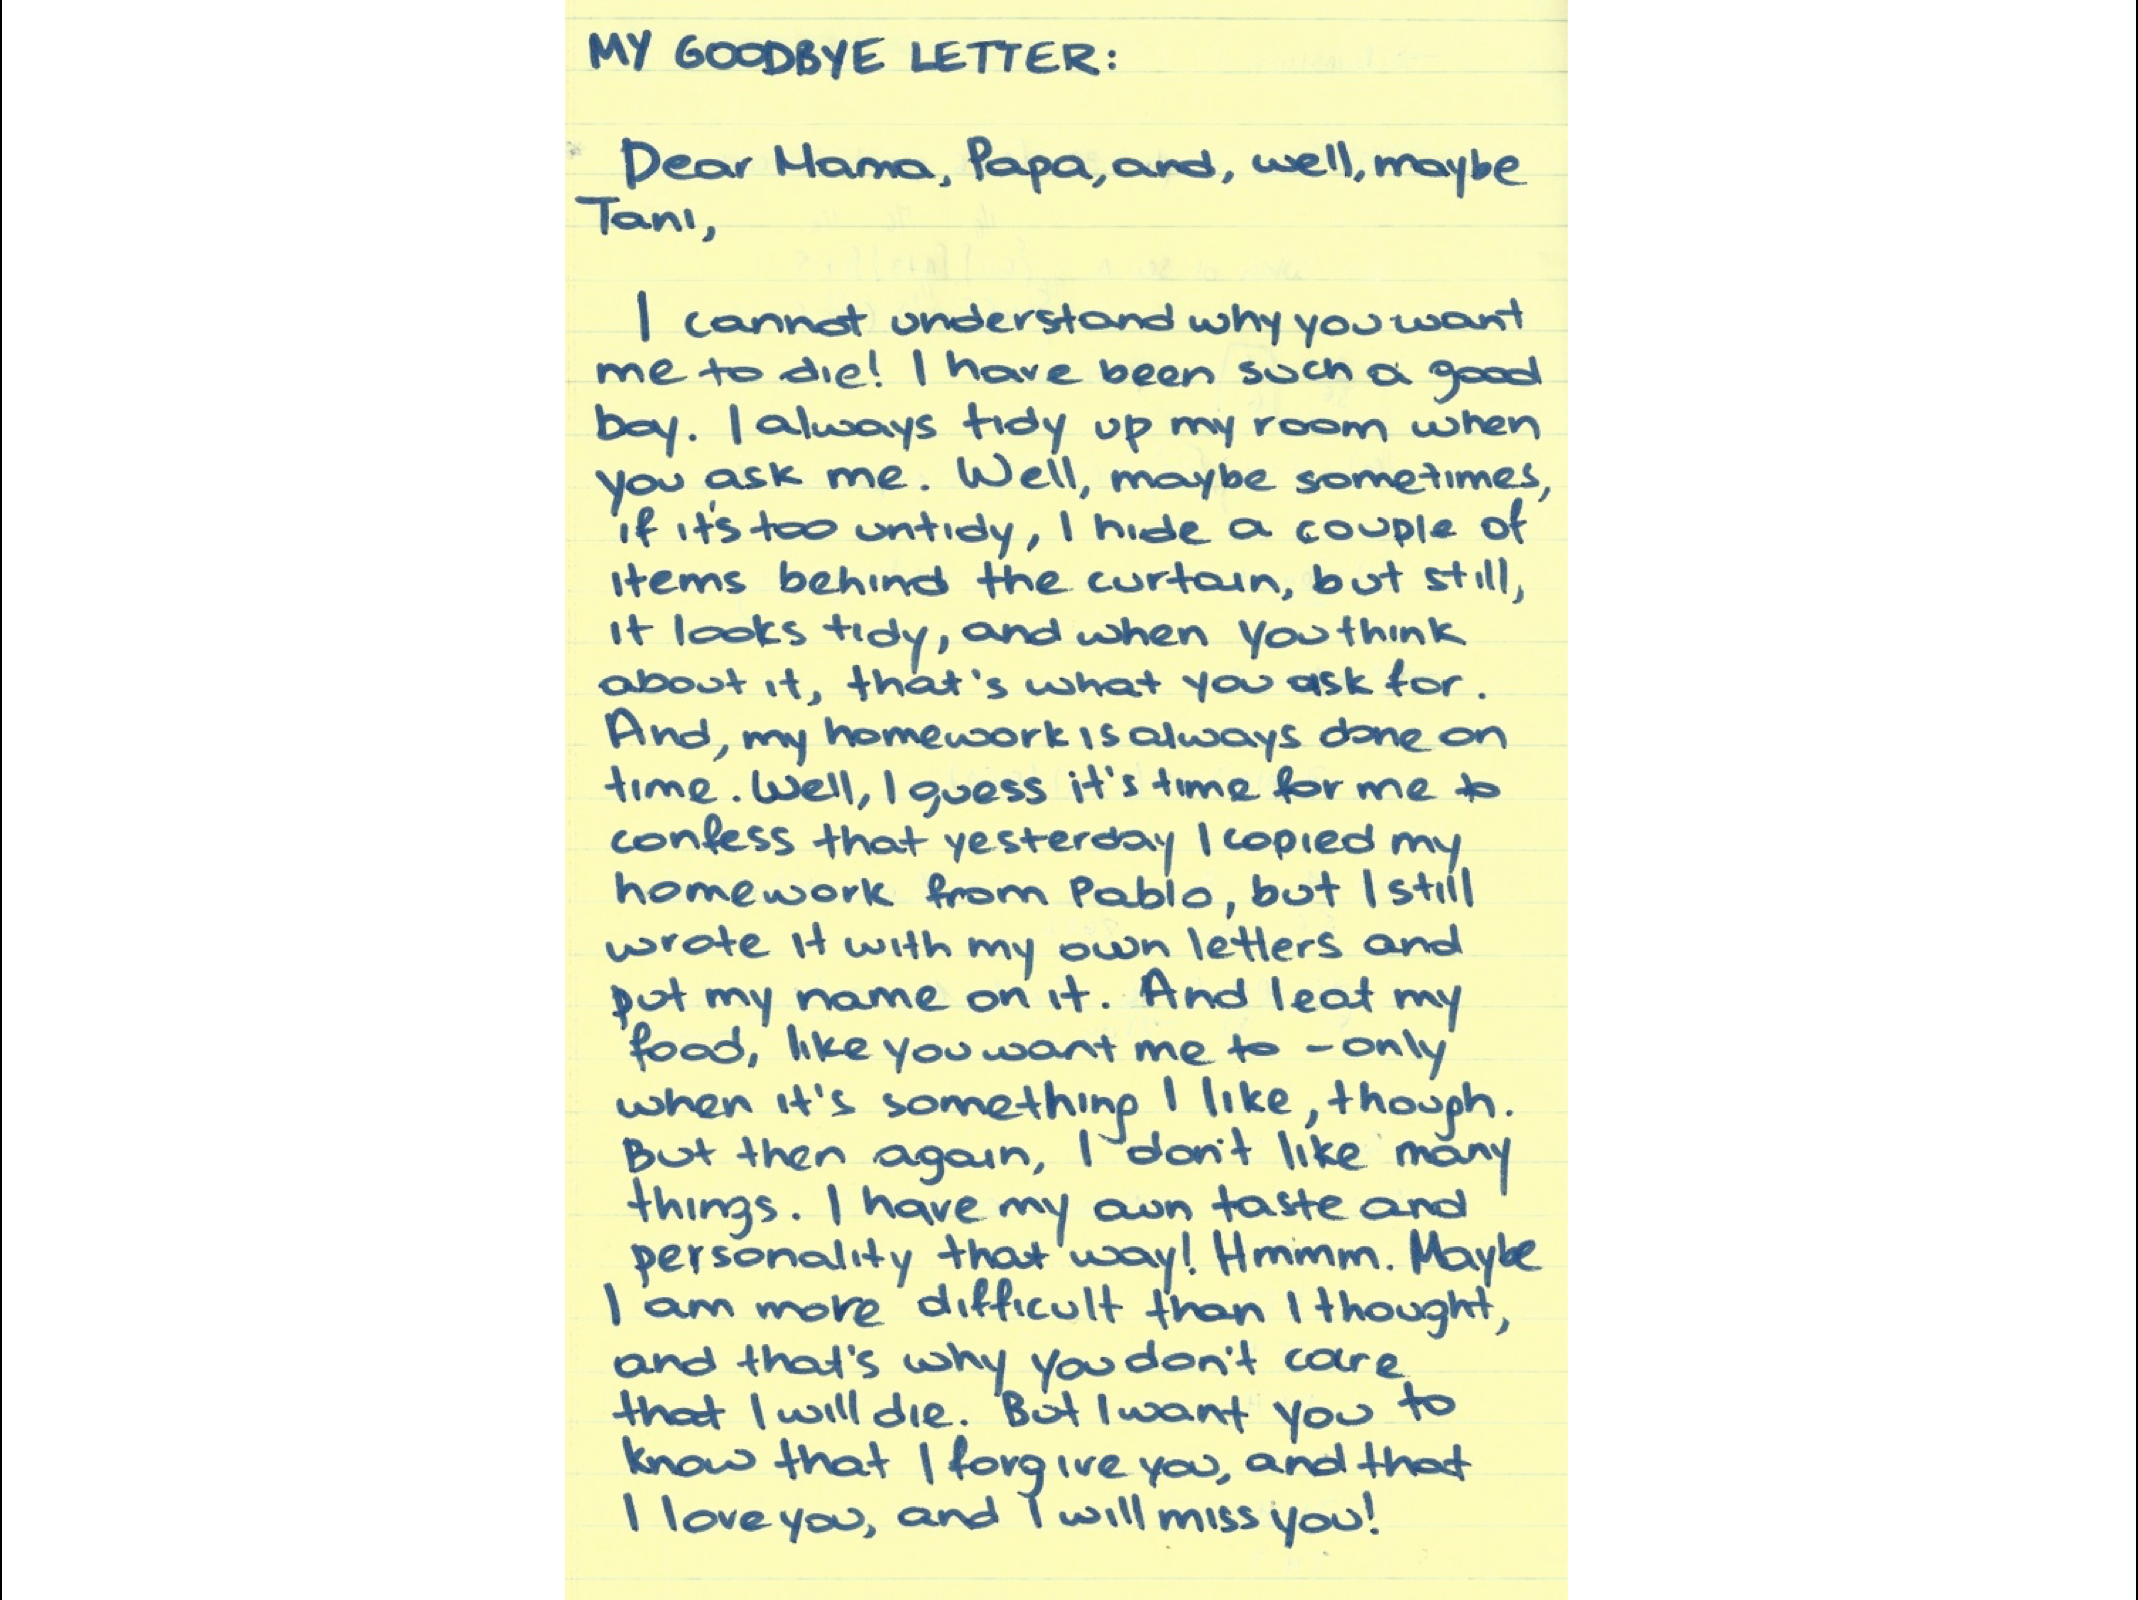 MY GOODBYE LETTER:
Dear Mama, Papa, and, well, maybe
Tani,
I cannot understand why you want
me to die! I have been such a good
boy. I always tidy up my room when
you ask me. Well, maybe sometimes,
if it's too untidy, I hide a couple of
items behind the curtain, but still,
it looks tidy, and when you think
about it, that's what you ask for.
And, my homework is always done on
time. Well, I guess it's time for me to
confess that yesterday I copied my
homework from Pablo, but I still
wrote it with my own letters and
put my name on it. And I eat my
food, like you want me to - only
when it's something I like, though.
But then again, I don't like many
things. I have my own taste and
personality that way! Hmmm. Maybe
I am more difficult than I thought,
and that's why you don't care
that I will die. But I want you to
know that I forgive you, and that
I love you, and I will miss you!